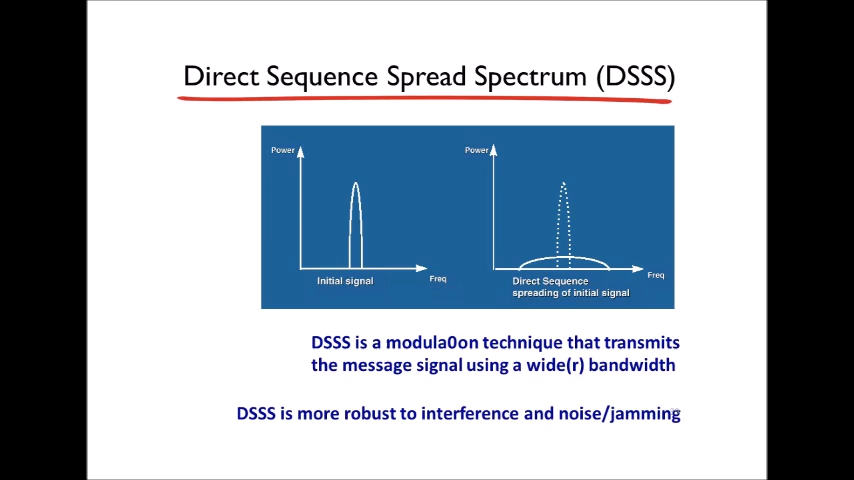 Direct Sequence Spread Spectrum (DSSS)
Power
Freq
Initial signal
Power
Freq
Direct Sequence
spreading of initial signal
DSSS is a modula0on technique that transmits
the message signal using a wide(r) bandwidth
DSSS is more robust to interference and noise/jamming